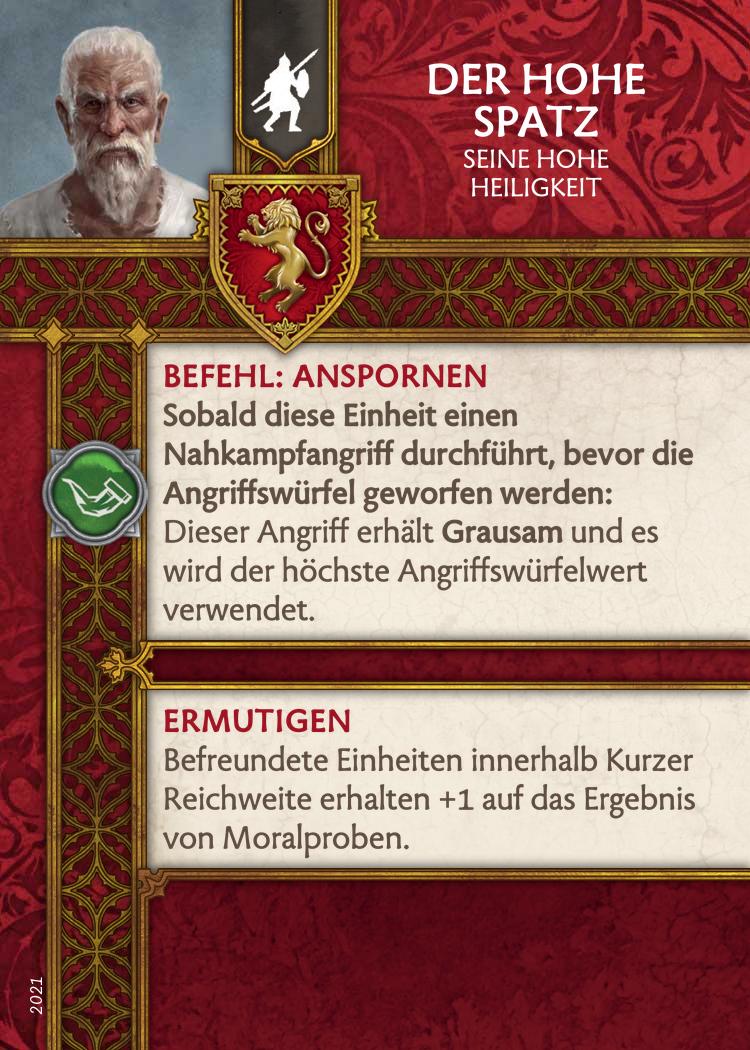 DER HOHE
SPATZ
SEINE HOHE
HEILIGKEIT
BEFEHL: ANSPORNEN
Sobald diese Einheit einen
Nahkampfangriff durchführt, bevor die
Angriffswürfel geworfen werden:
Dieser Angriff erhält Grausam und es
wird der höchste Angriffswürfelwert
verwendet.
ERMUTIGEN
Befreundete Einheiten innerhalb Kurzer
Reichweite erhalten +1 auf das Ergebnis
von Moralproben.
2021